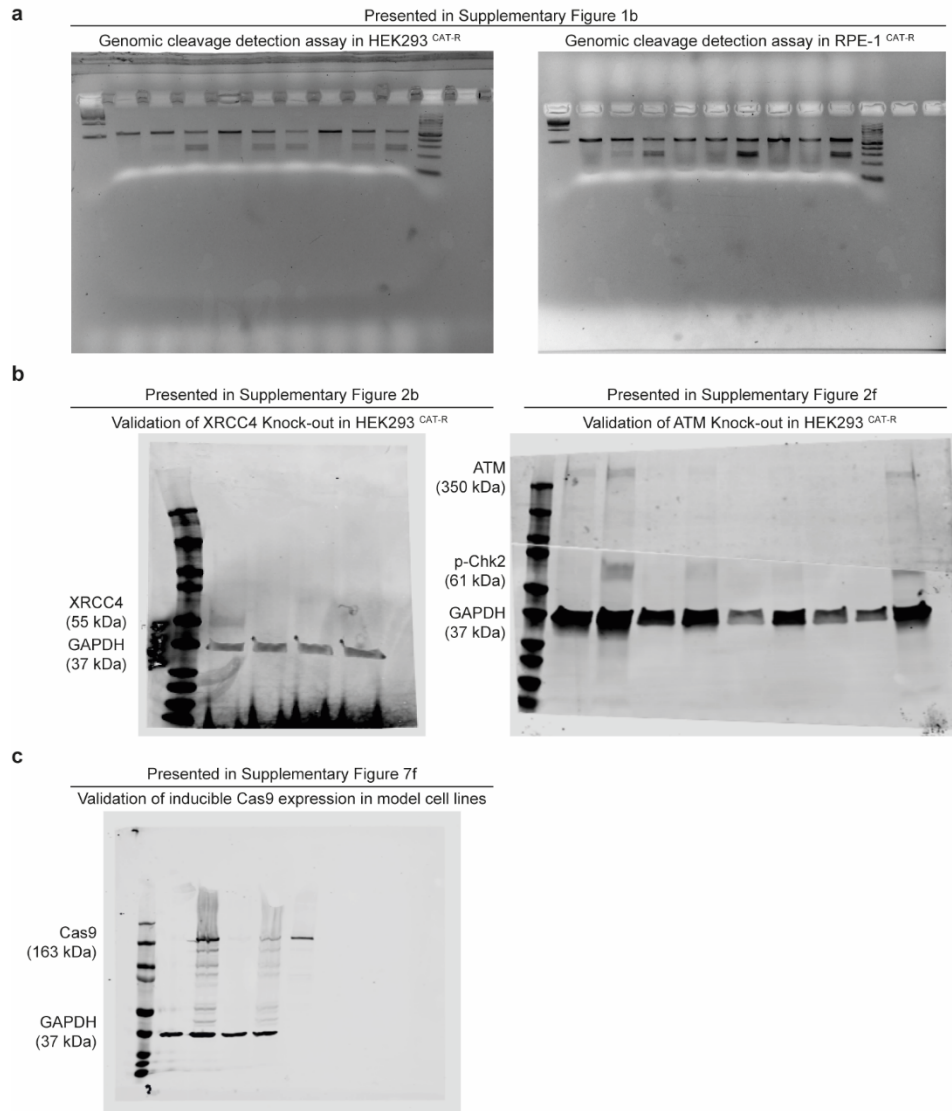 a
Presented in Supplementary Figure 1b
Genomic cleavage detection assay in HEK293 CAT-R
Genomic cleavage detection assay in RPE-1 CAT-R
b
Presented in Supplementary Figure 2b
Validation of XRCC4 Knock-out in HEK293 CAT-R
XRCC4
(55 kDa)
GAPDH
(37 kDa)
Presented in Supplementary Figure 2f
Validation of ATM Knock-out in HEK293 CAT-R
ATM
(350 kDa)
p-Chk2
(61 kDa)
GAPDH
(37 kDa)
c
Presented in Supplementary Figure 7f
Validation of inducible Cas9 expression in model cell lines
Cas9
(163 kDa)
GAPDH
(37 kDa)